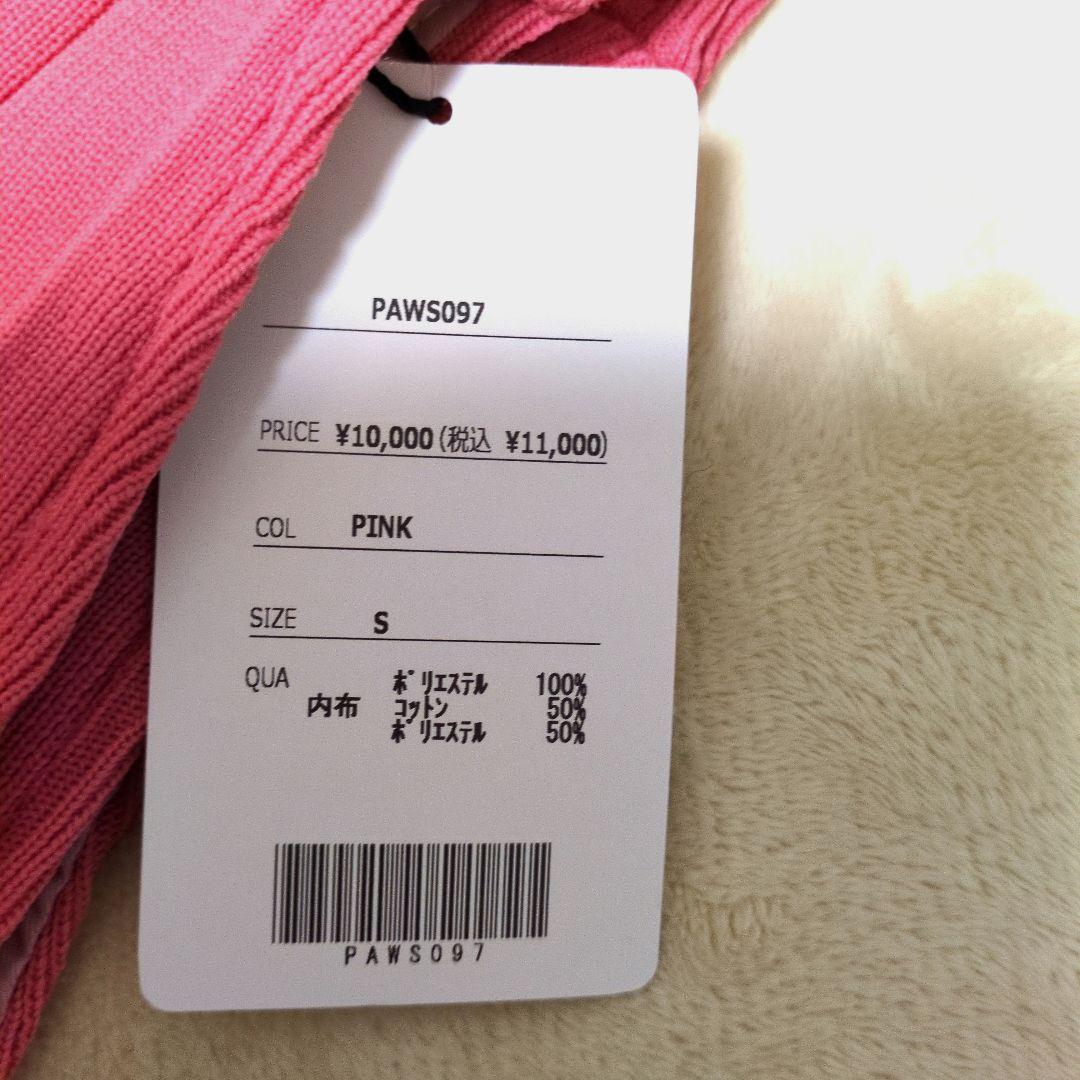 PAWS097
PRICE ¥10,000(税込 ¥11,000)
COL PINK
SIZE S
QUA ﾎﾟﾘｴｽﾃﾙ 100%
内布 ｺｯﾄﾝ 50%
ﾎﾟﾘｴｽﾃﾙ 50%
PAWS097